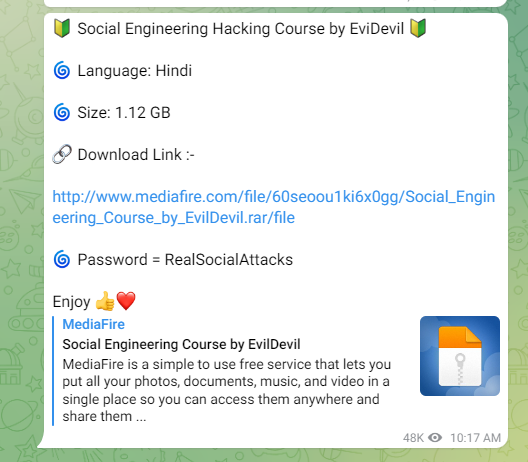 🔰 Social Engineering Hacking Course by EviDevil 🔰
🌀 Language: Hindi
🌀 Size: 1.12 GB
🔗 Download Link :-
http://www.mediafire.com/file/60seoou1ki6x0gg/Social_Engin
eering_Course_by_EvilDevil.rar/file
🌀 Password = RealSocialAttacks
Enjoy 👍❤️
MediaFire
Social Engineering Course by EvilDevil
MediaFire is a simple to use free service that lets you
put all your photos, documents, music, and video in a
single place so you can access them anywhere and
share them ...
48K 10:17 AM